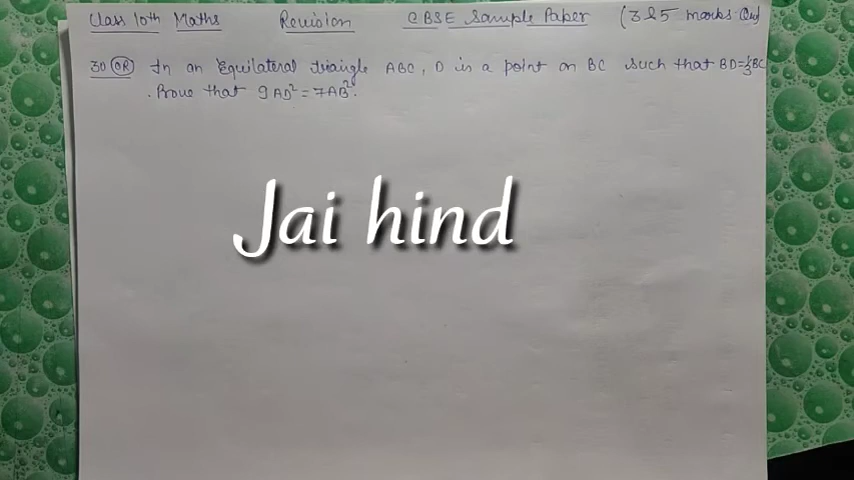 Class 10th Maths Revision CBSE Sample Paper (3 & 5 marks Que)
30 OR In an Equilateral triangle ABC, D is a point on BC such that BD=⅓BC
. Prove that 9AD² = 7AB².
Jai hind